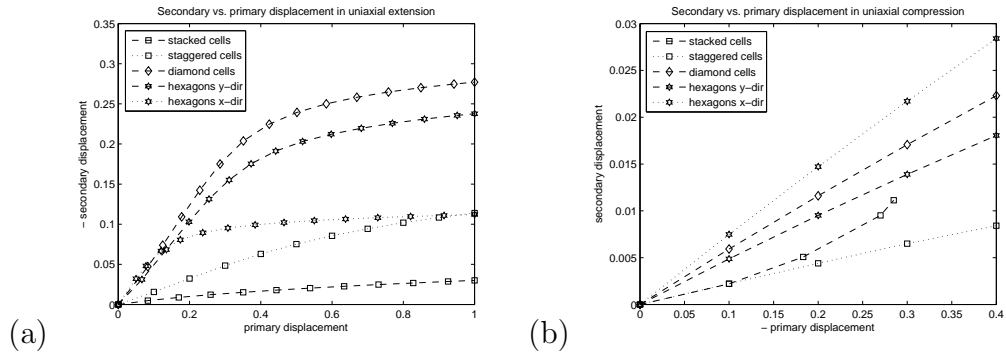 Secondary vs. primary displacement in uniaxial extension
0.35
0.3
0.25
0.2
0.15
0.1
0.05
0
− secondary displacement
stacked cells
staggered cells
diamond cells
hexagons y−dir
hexagons x−dir
0 0.2 0.4 0.6 0.8 1
primary displacement
(a)
Secondary vs. primary displacement in uniaxial compression
0.03
0.025
0.02
0.015
0.01
0.005
0
secondary displacement
stacked cells
staggered cells
diamond cells
hexagons y−dir
hexagons x−dir
0 0.05 0.1 0.15 0.2 0.25 0.3 0.35 0.4
− primary displacement
(b)